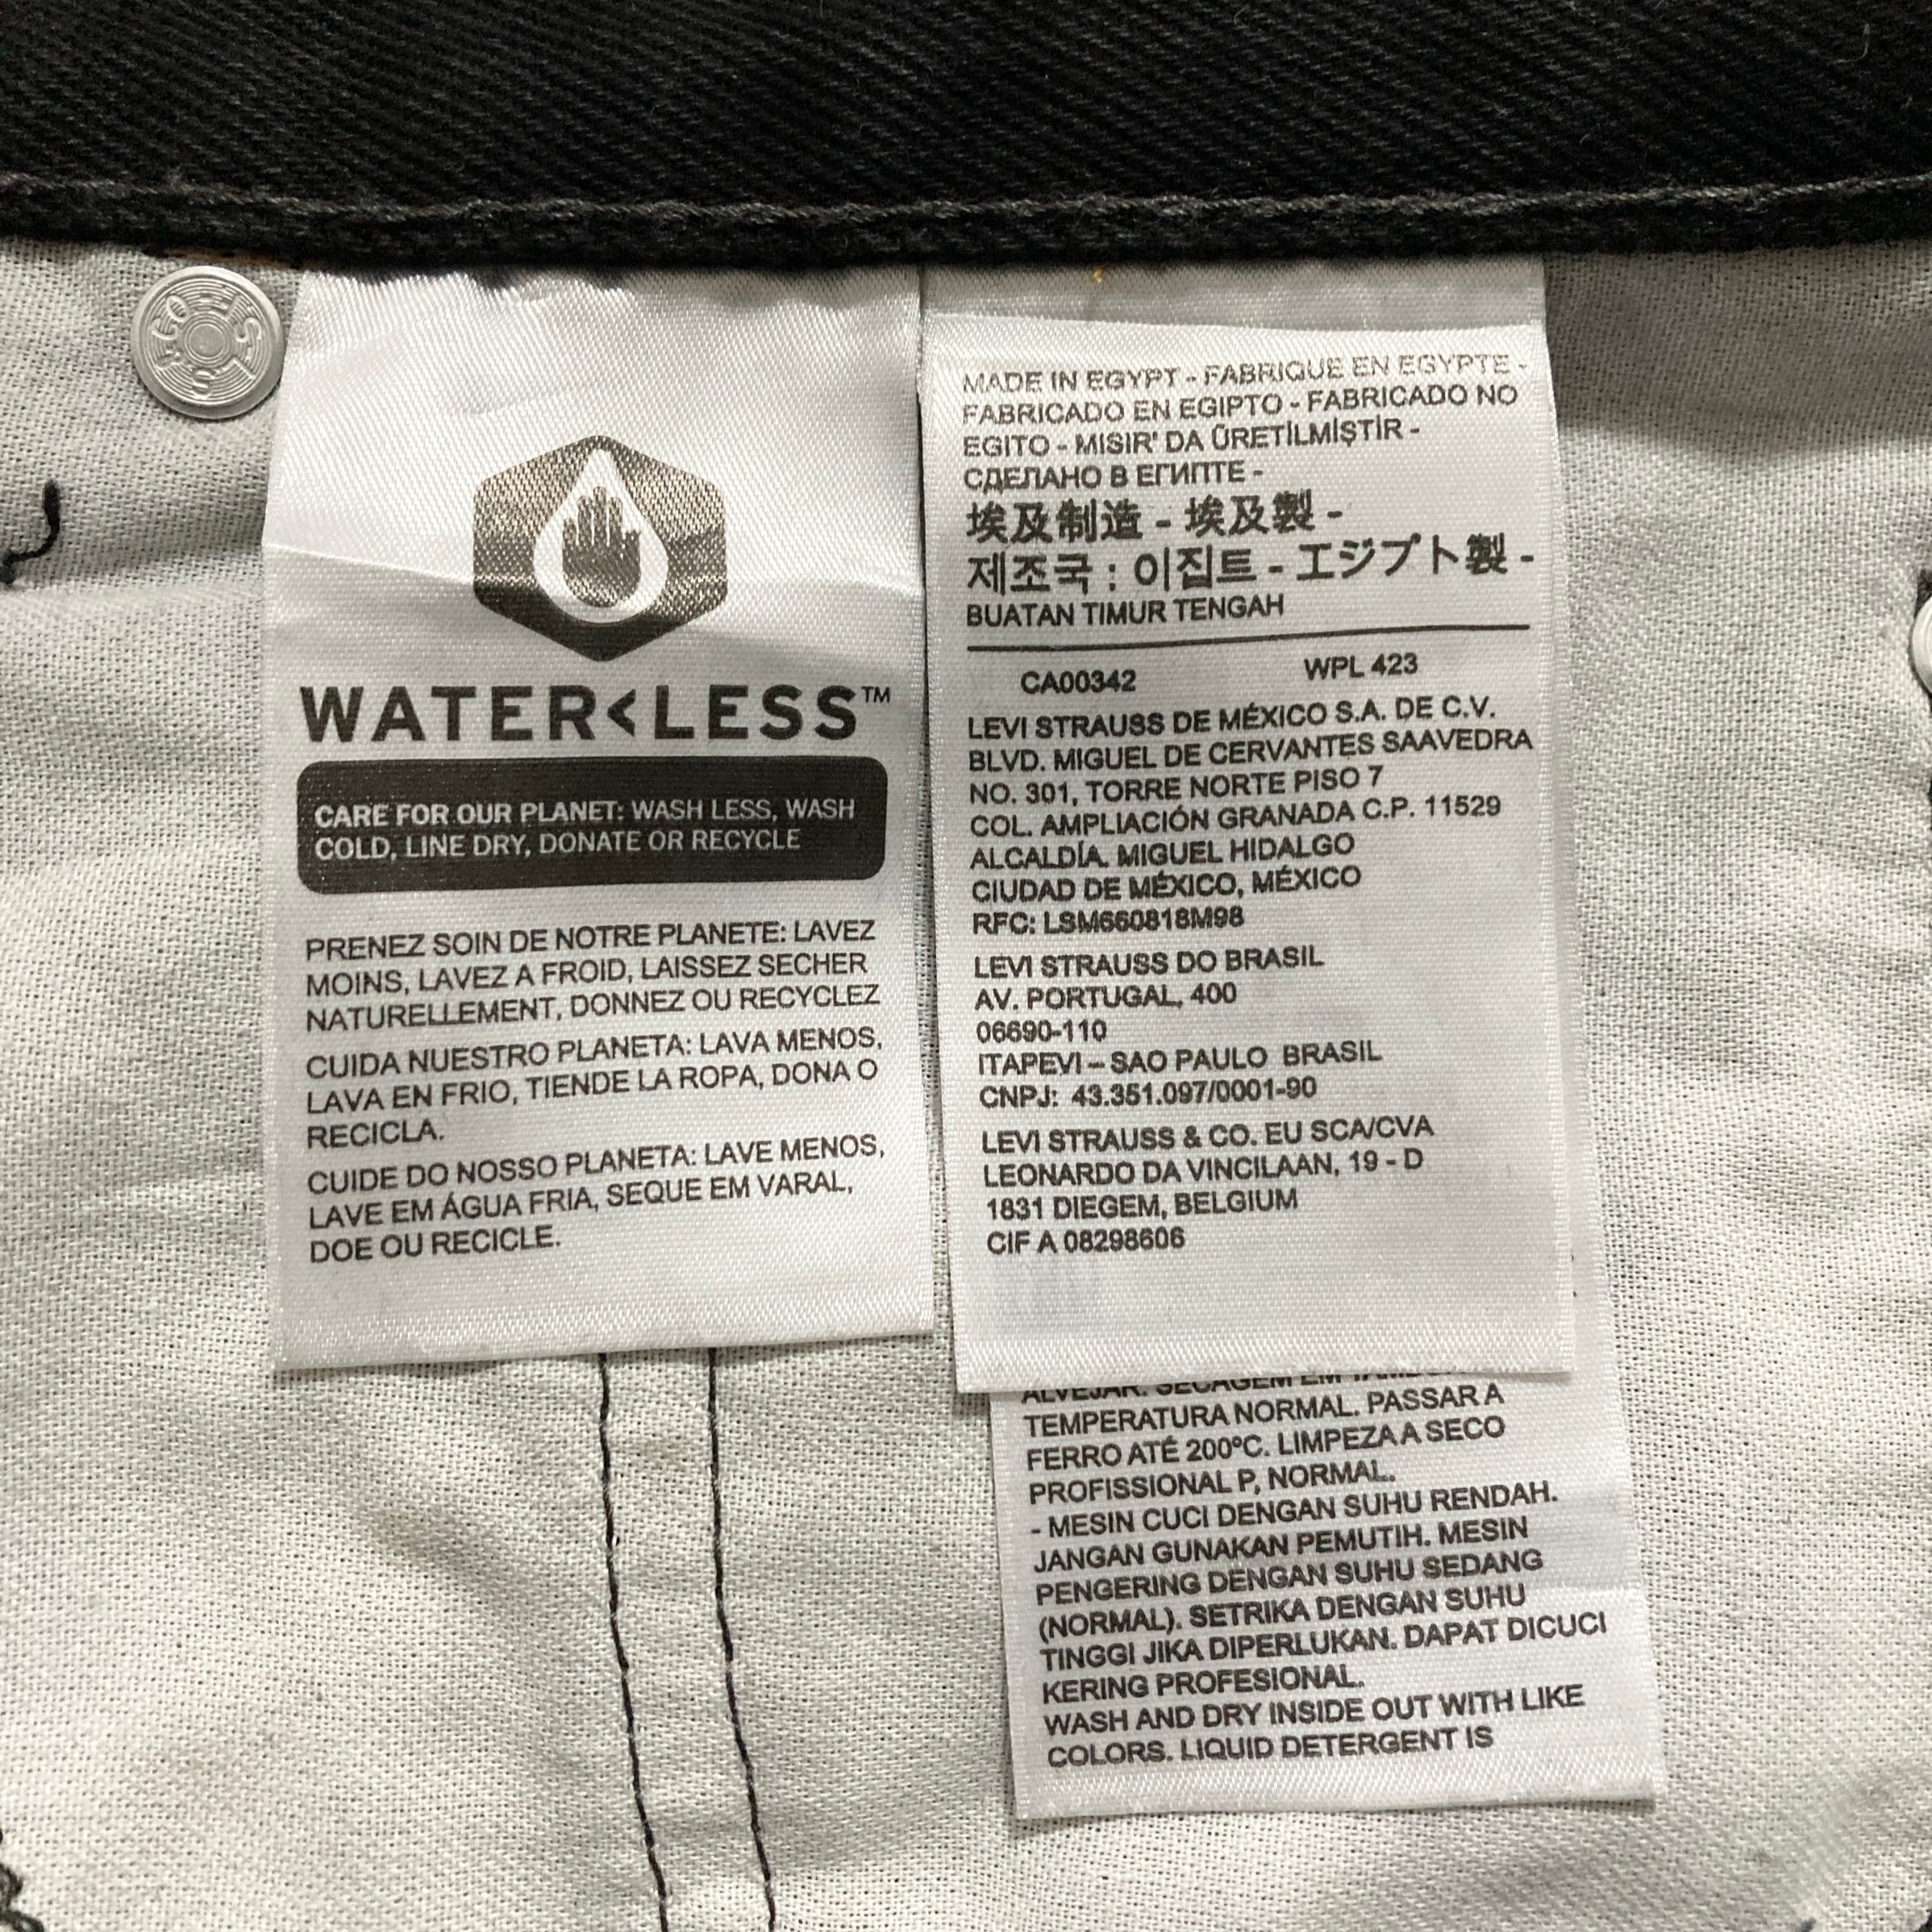 WATER<LESS™
CARE FOR OUR PLANET: WASH LESS, WASH
COLD, LINE DRY, DONATE OR RECYCLE
PRENEZ SOIN DE NOTRE PLANETE: LAVEZ
MOINS, LAVEZ A FROID, LAISSEZ SECHER
NATURELLEMENT, DONNEZ OU RECYCLEZ
CUIDA NUESTRO PLANETA: LAVA MENOS,
LAVA EN FRIO, TIENDE LA ROPA, DONA O
RECICLA.
CUIDE DO NOSSO PLANETA: LAVE MENOS,
LAVE EM ÁGUA FRIA, SEQUE EM VARAL,
DOE OU RECICLE.
MADE IN EGYPT - FABRIQUE EN EGYPTE -
FABRICADO EN EGIPTO - FABRICADO NO
EGITO - MISIR' DA ÜRETİLMİŞTİR -
СДЕЛАНО В ЕГИПТЕ -
埃及制造 - 埃及製 -
제조국 : 이집트 - エジプト製 -
BUATAN TIMUR TENGAH
CA00342 WPL 423
LEVI STRAUSS DE MÉXICO S.A. DE C.V.
BLVD. MIGUEL DE CERVANTES SAAVEDRA
NO. 301, TORRE NORTE PISO 7
COL. AMPLIACIÓN GRANADA C.P. 11529
ALCALDÍA. MIGUEL HIDALGO
CIUDAD DE MÉXICO, MÉXICO
RFC: LSM660818M98
LEVI STRAUSS DO BRASIL
AV. PORTUGAL, 400
06690-110
ITAPEVI – SAO PAULO BRASIL
CNPJ: 43.351.097/0001-90
LEVI STRAUSS & CO. EU SCA/CVA
LEONARDO DA VINCILAAN, 19 - D
1831 DIEGEM, BELGIUM
CIF A 08298606
ALVEJAR. SECAGEM EM
TEMPERATURA NORMAL. PASSAR A
FERRO ATÉ 200ºC. LIMPEZA A SECO
PROFISSIONAL P, NORMAL.
- MESIN CUCI DENGAN SUHU RENDAH.
JANGAN GUNAKAN PEMUTIH. MESIN
PENGERING DENGAN SUHU SEDANG
(NORMAL). SETRIKA DENGAN SUHU
TINGGI JIKA DIPERLUKAN. DAPAT DICUCI
KERING PROFESIONAL.
WASH AND DRY INSIDE OUT WITH LIKE
COLORS. LIQUID DETERGENT IS